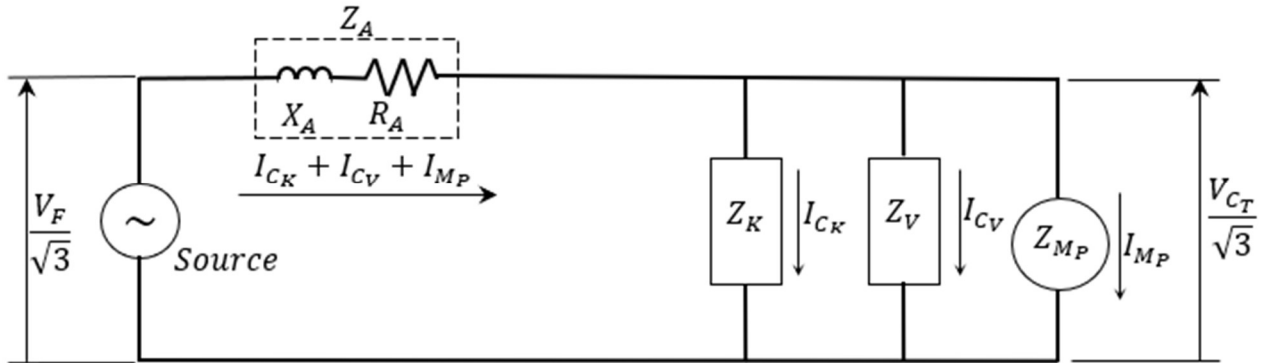 Z_A
X_A R_A
I_{C_K} + I_{C_V} + I_{M_P}
V_F
√3
~
Source
Z_K
I_{C_K}
Z_V
I_{C_V}
Z_{M_P}
I_{M_P}
V_{C_T}
√3